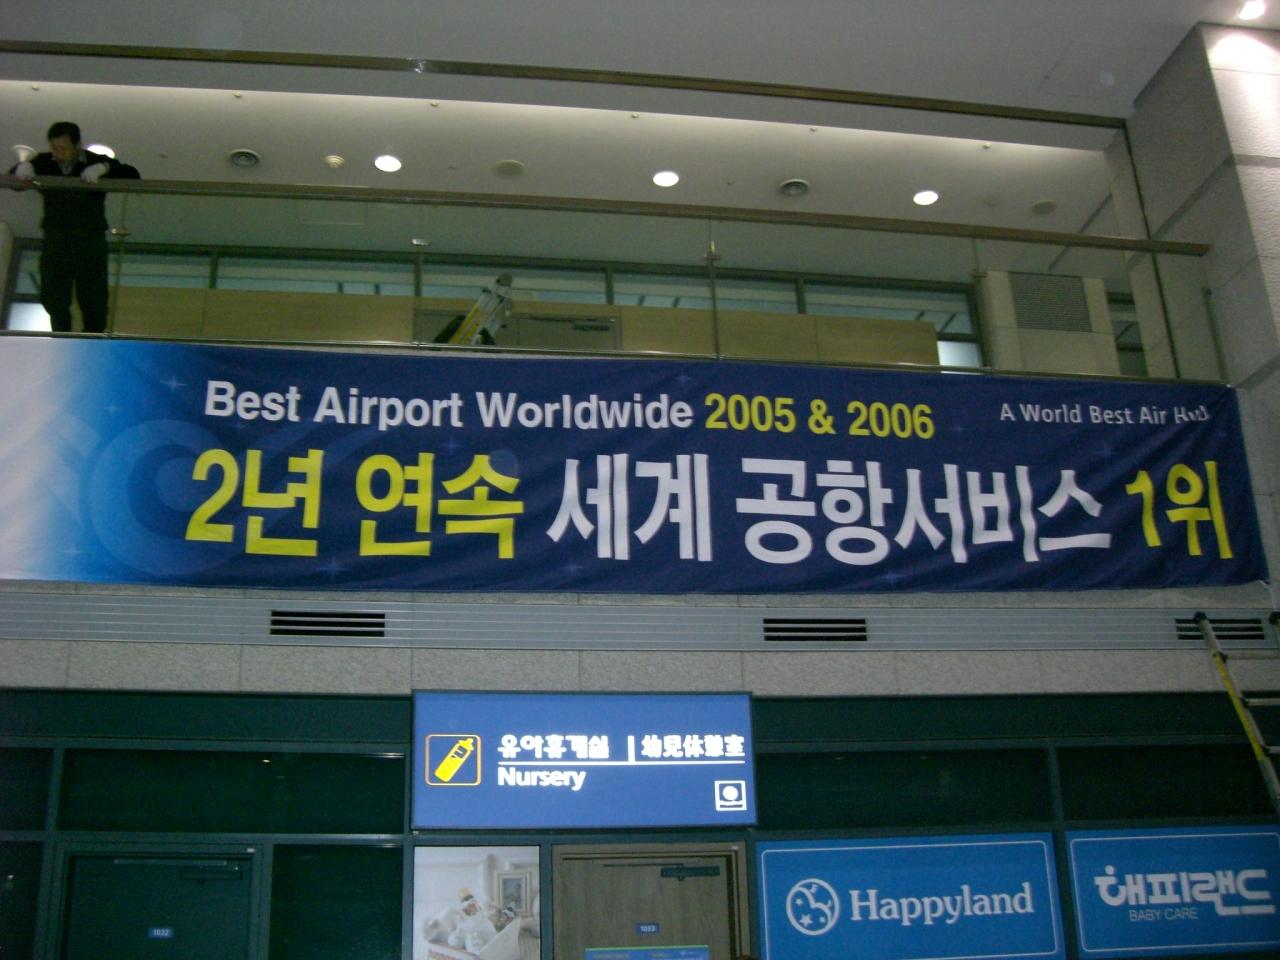 Best Airport Worldwide 2005 & 2006
A World Best Air Hub
2년 연속 세계 공항서비스 1위
유아휴게실 | 幼兒休憩室
Nursery
Happyland
해피랜드
BABY CARE
1032
1033